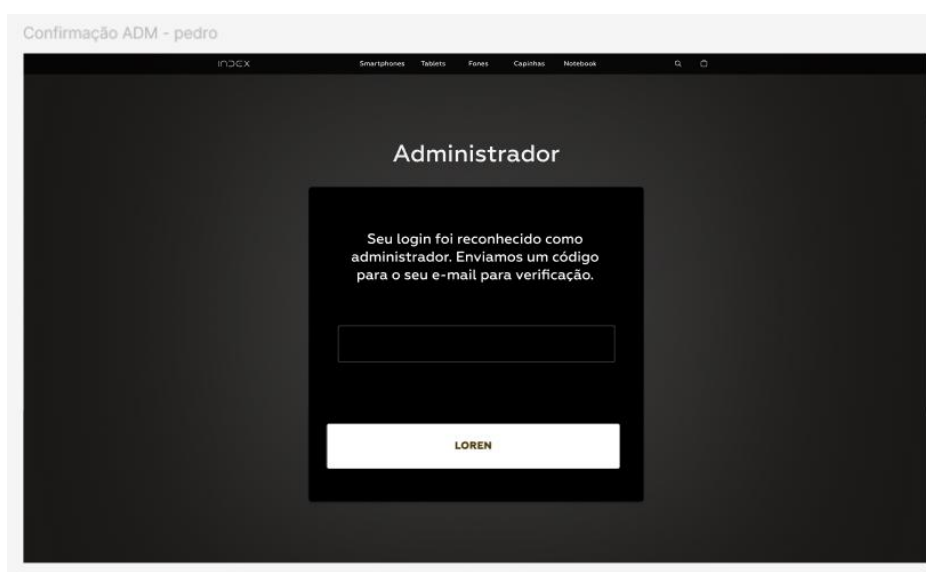 Confirmação ADM - pedro
INDEX Smartphones Tablets Fones Capinhas Notebook
Administrador
Seu login foi reconhecido como
administrador. Enviamos um código
para o seu e-mail para verificação.
LOREN